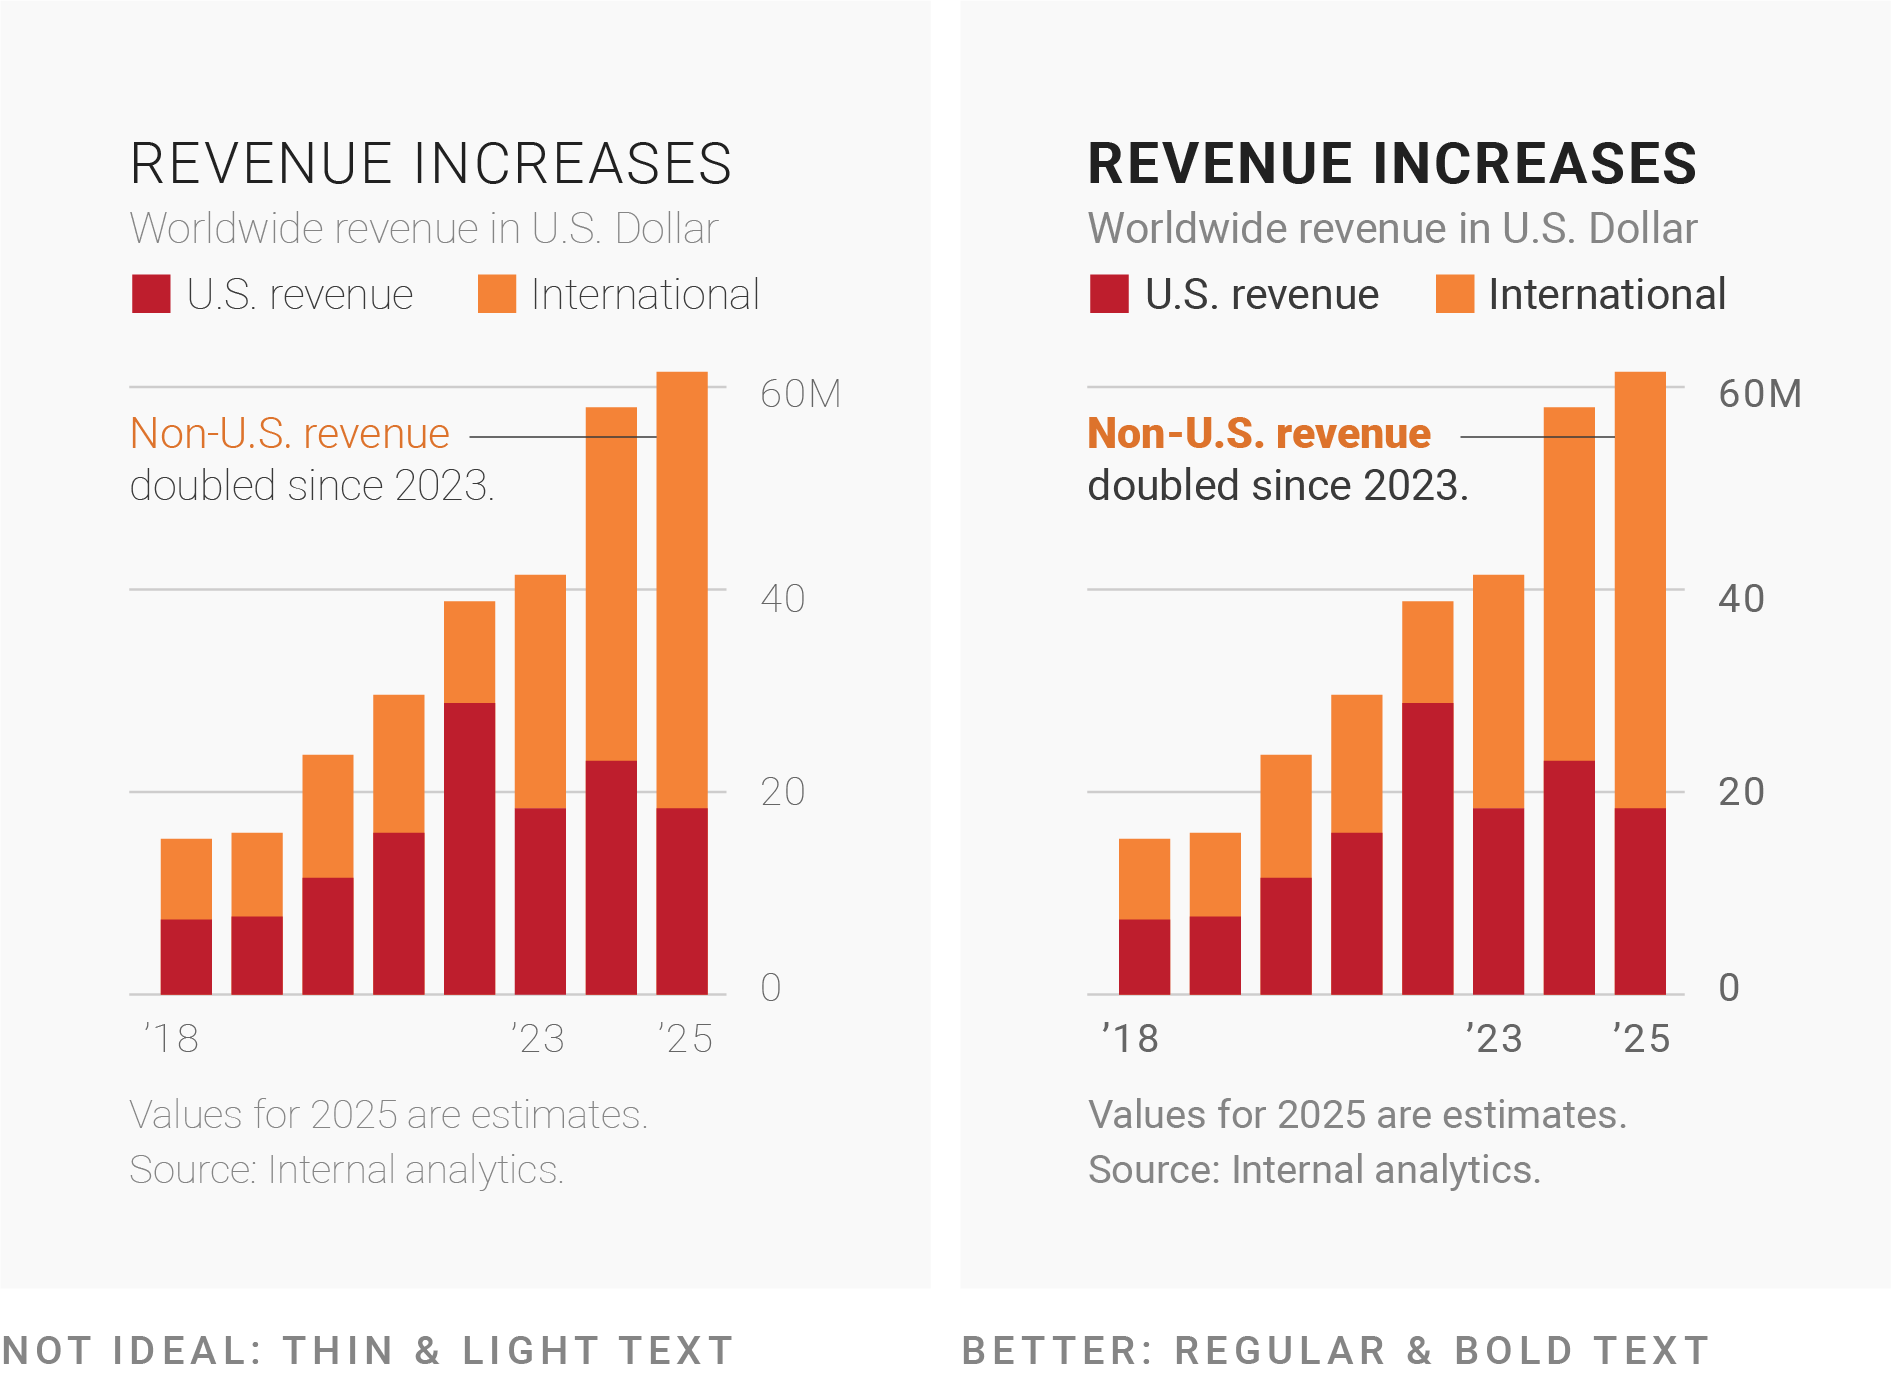 REVENUE INCREASES
Worldwide revenue in U.S. Dollar
U.S. revenue International
60M
Non-U.S. revenue
doubled since 2023.
40
20
0
’18 ’23 ’25
Values for 2025 are estimates.
Source: Internal analytics.
NOT IDEAL: THIN & LIGHT TEXT
REVENUE INCREASES
Worldwide revenue in U.S. Dollar
U.S. revenue International
60M
Non-U.S. revenue
doubled since 2023.
40
20
0
’18 ’23 ’25
Values for 2025 are estimates.
Source: Internal analytics.
BETTER: REGULAR & BOLD TEXT